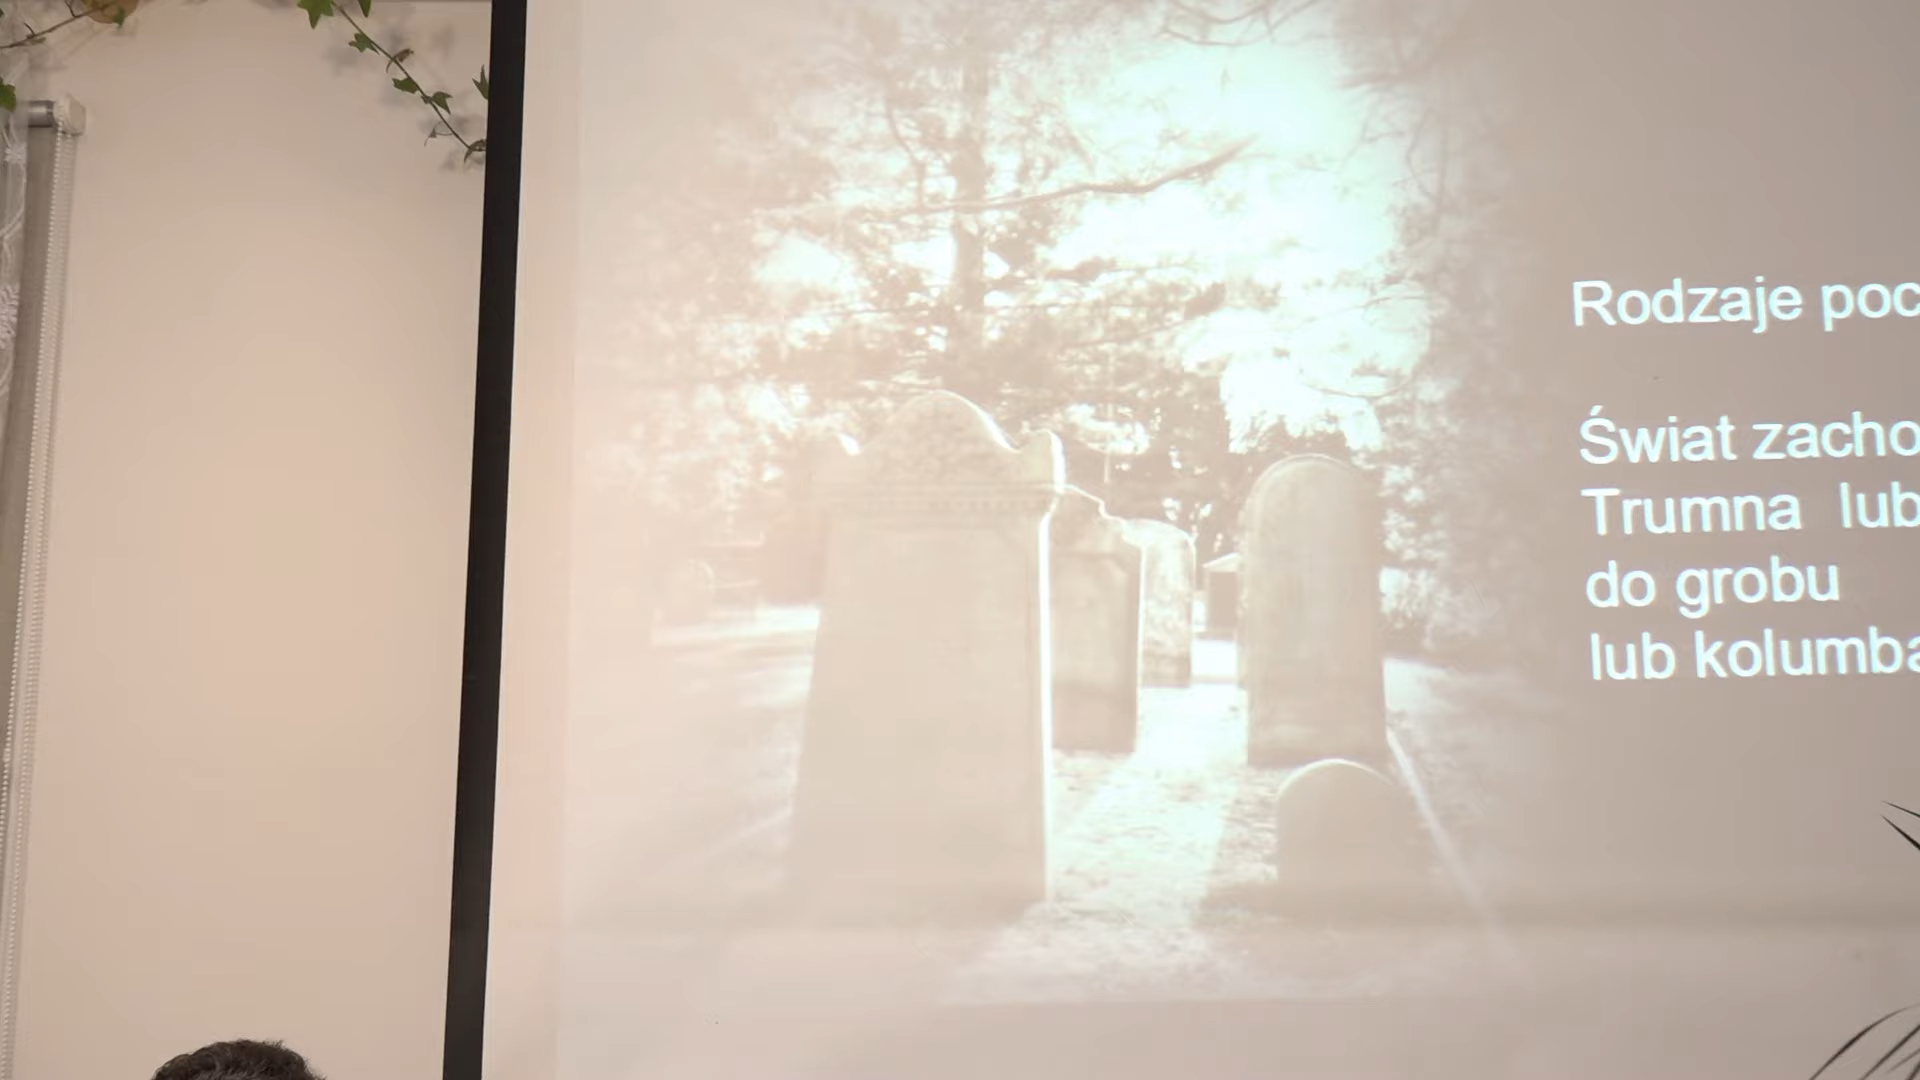 Rodzaje poc
Świat zacho
Trumna lub
do grobu
lub kolumba